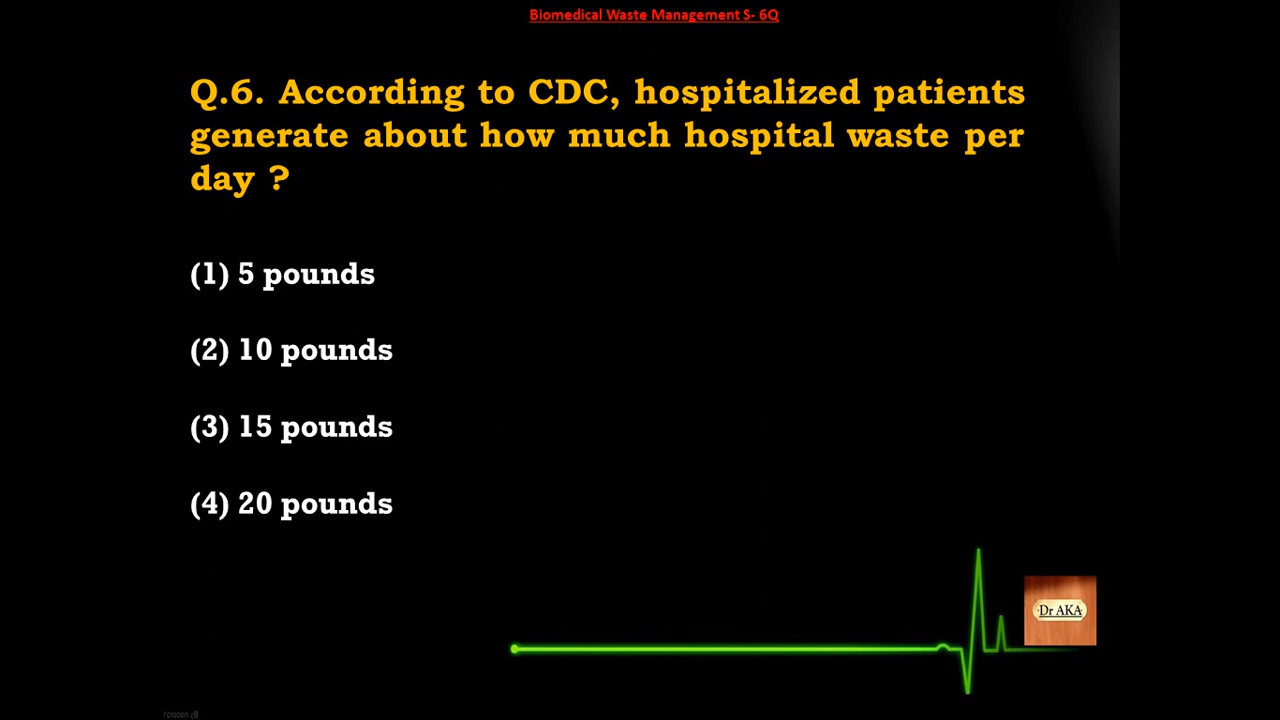 Biomedical Waste Management S- 6Q
Q.6. According to CDC, hospitalized patients
generate about how much hospital waste per
day ?
(1) 5 pounds
(2) 10 pounds
(3) 15 pounds
(4) 20 pounds
Dr AKA